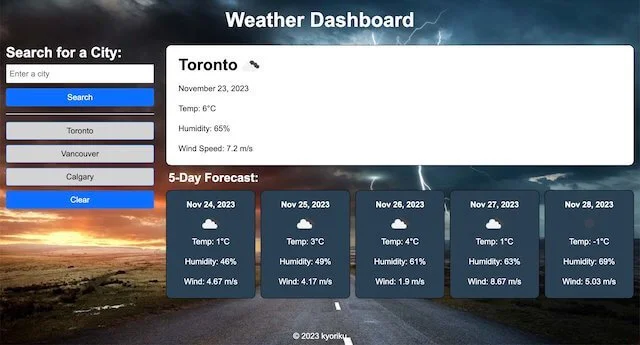 Weather Dashboard
Search for a City:
Enter a city
Search
Toronto
Vancouver
Calgary
Clear
Toronto
November 23, 2023
Temp: 6°C
Humidity: 65%
Wind Speed: 7.2 m/s
5-Day Forecast:
Nov 24, 2023
Temp: 1°C
Humidity: 46%
Wind: 4.67 m/s
Nov 25, 2023
Temp: 3°C
Humidity: 49%
Wind: 4.17 m/s
Nov 26, 2023
Temp: 4°C
Humidity: 61%
Wind: 1.9 m/s
Nov 27, 2023
Temp: 1°C
Humidity: 63%
Wind: 8.67 m/s
Nov 28, 2023
Temp: -1°C
Humidity: 69%
Wind: 5.03 m/s
© 2023 kyoriku